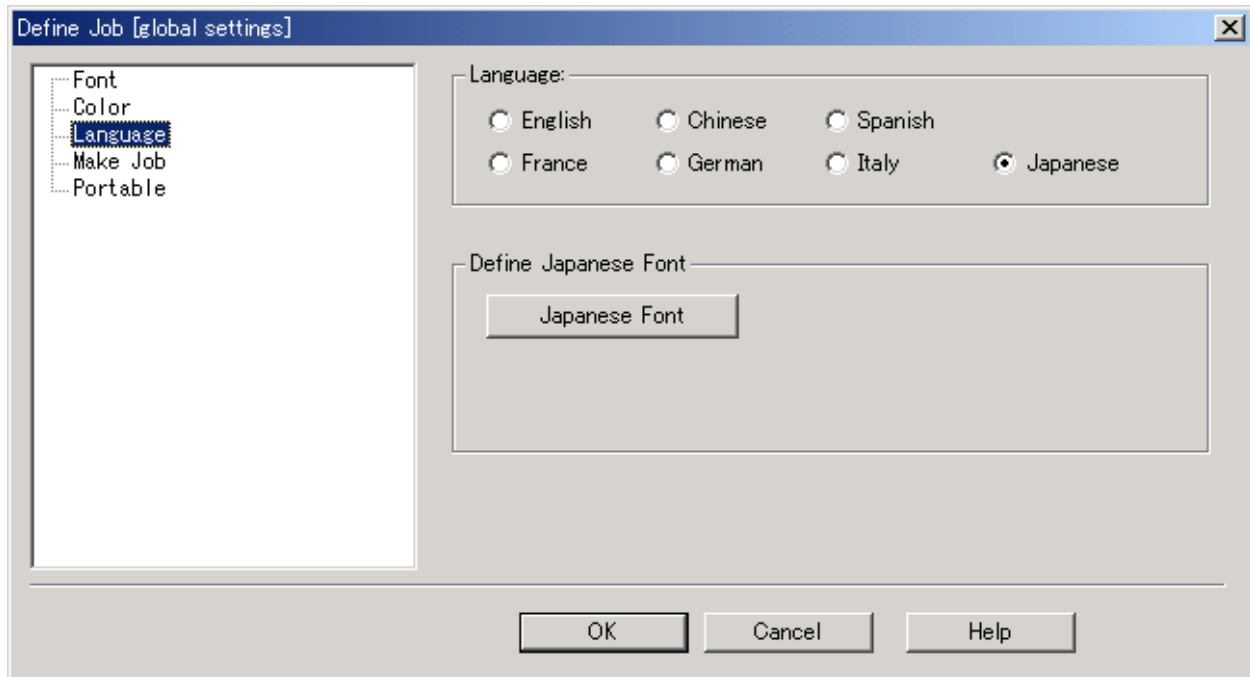 Define Job [global settings]
Font
Color
Language
Make Job
Portable
Language:
English Chinese Spanish
France German Italy Japanese
Define Japanese Font
Japanese Font
OK Cancel Help